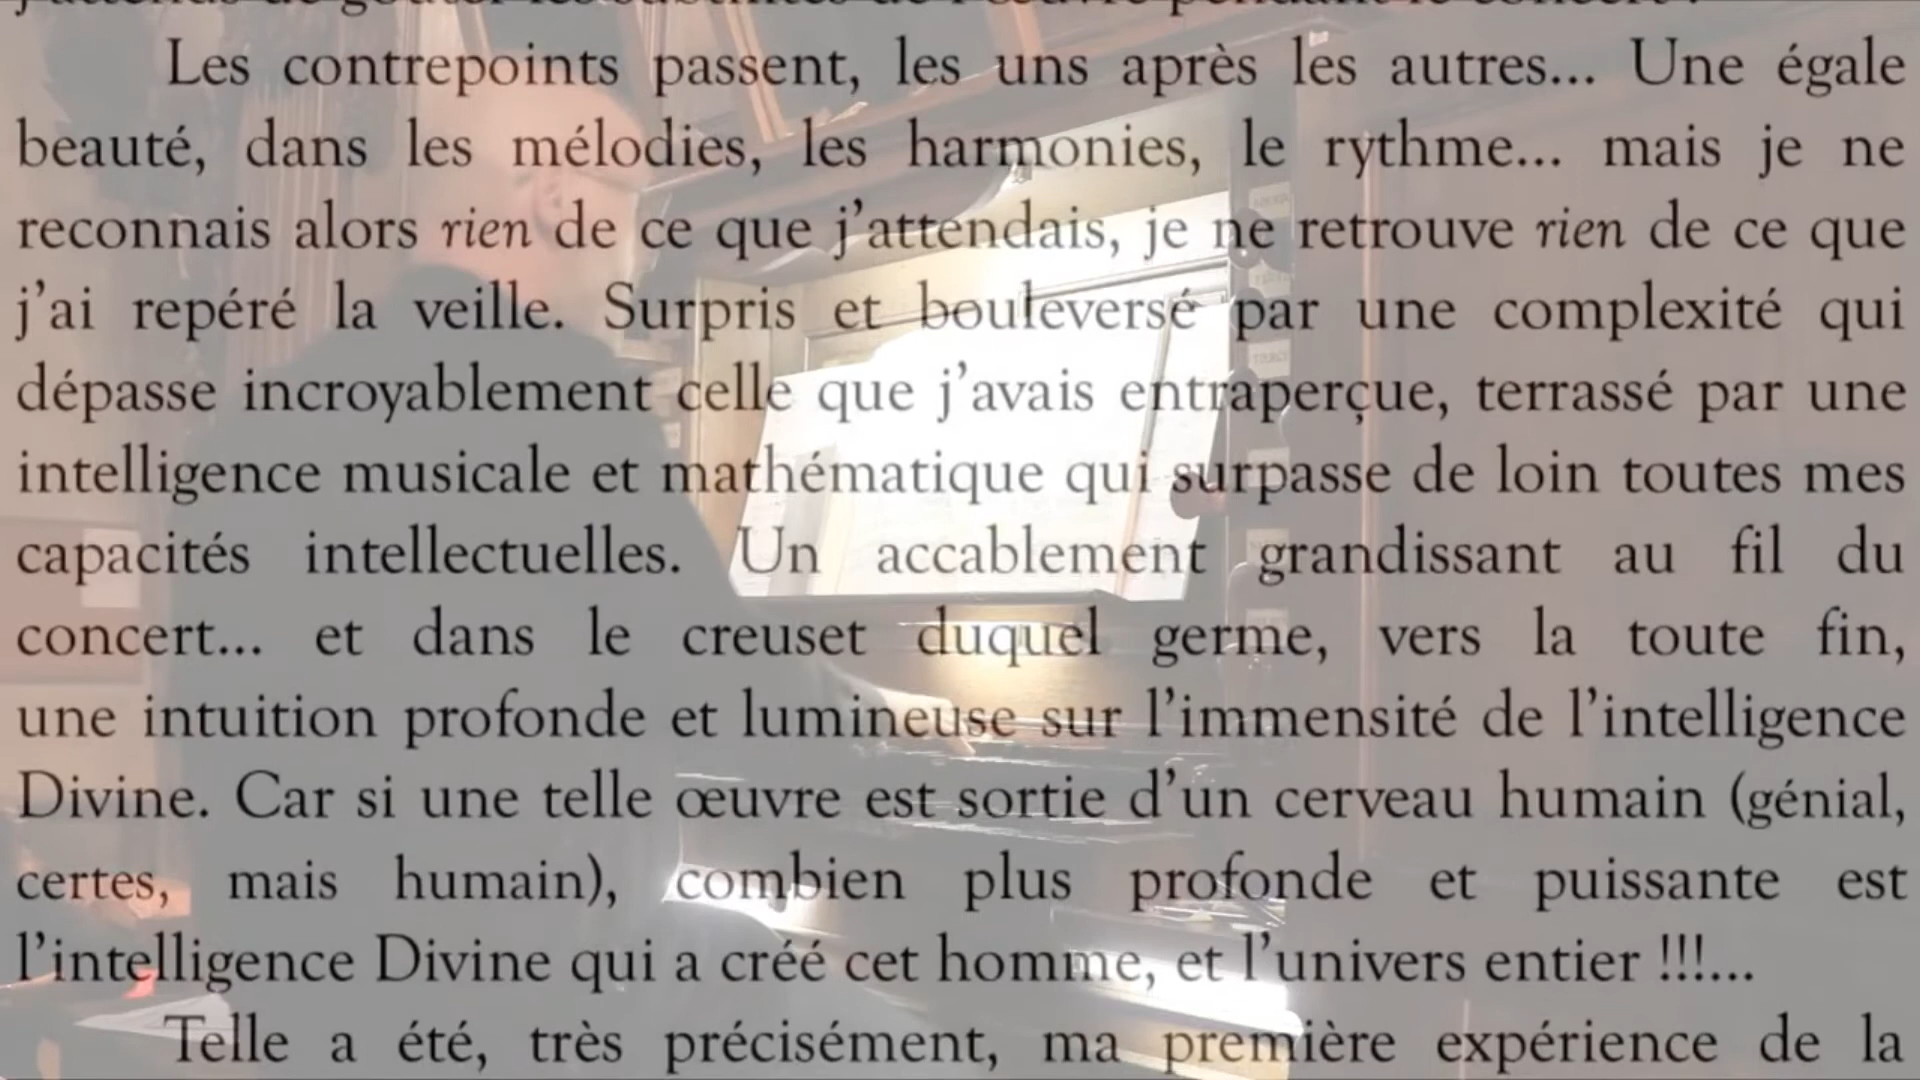 Les contrepoints passent, les uns après les autres... Une égale
beauté, dans les mélodies, les harmonies, le rythme... mais je ne
reconnais alors rien de ce que j'attendais, je ne retrouve rien de ce que
j'ai repéré la veille. Surpris et bouleversé par une complexité qui
dépasse incroyablement celle que j'avais entraperçue, terrassé par une
intelligence musicale et mathématique qui surpasse de loin toutes mes
capacités intellectuelles. Un accablement grandissant au fil du
concert... et dans le creuset duquel germe, vers la toute fin,
une intuition profonde et lumineuse sur l'immensité de l'intelligence
Divine. Car si une telle œuvre est sortie d'un cerveau humain (génial,
certes, mais humain), combien plus profonde et puissante est
l'intelligence Divine qui a créé cet homme, et l'univers entier !!!...
Telle a été, très précisément, ma première expérience de la